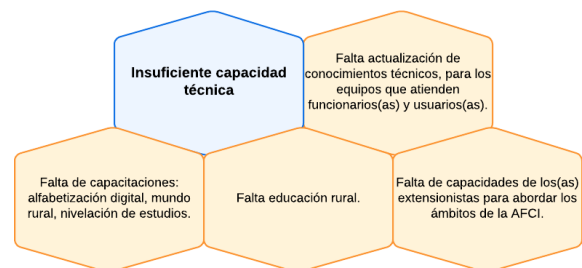 Insuficiente capacidad
técnica
Falta actualización de
conocimientos técnicos, para los
equipos que atienden
funcionarios(as) y usuarios(as).
Falta de capacitaciones:
alfabetización digital, mundo
rural, nivelación de estudios.
Falta educación rural.
Falta de capacidades de los(as)
extensionistas para abordar los
ámbitos de la AFCI.